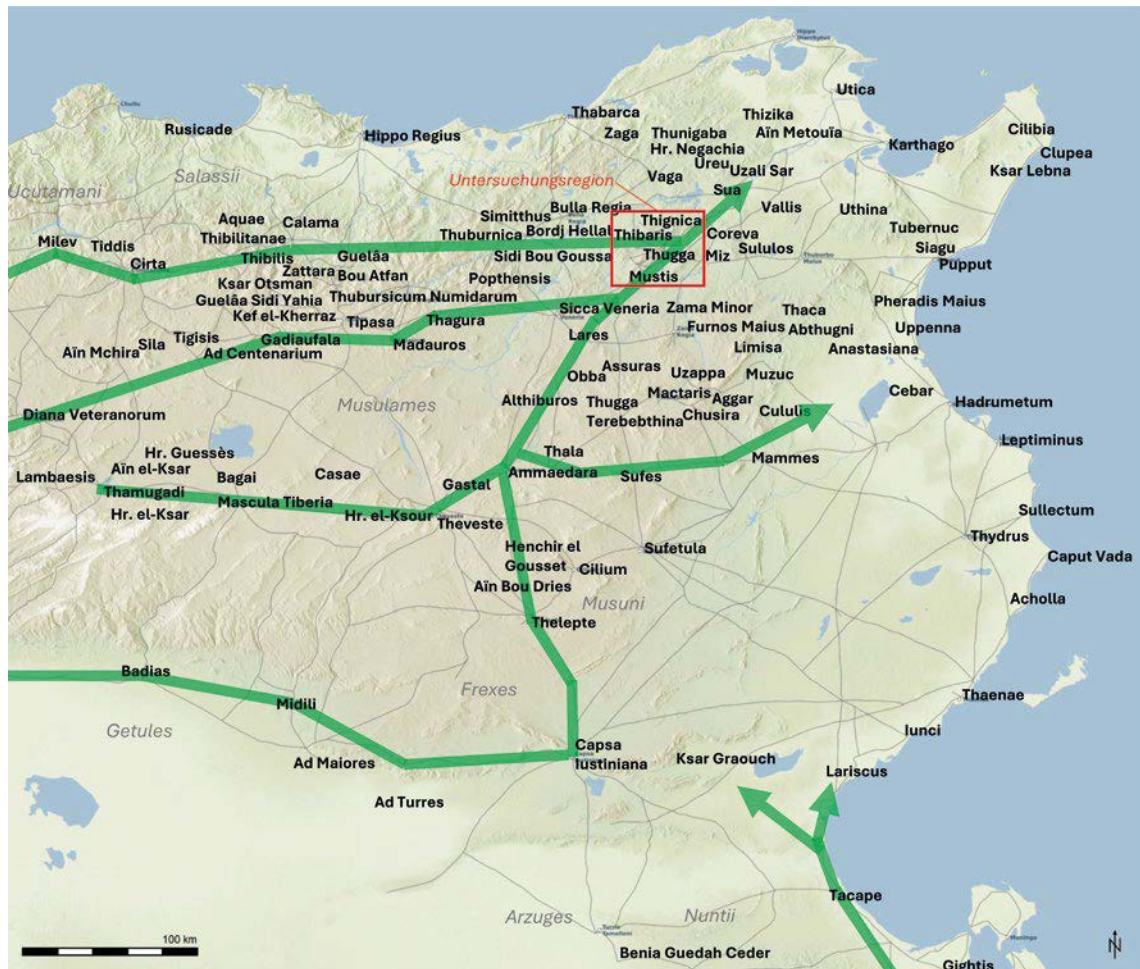 Hippo
Diarrhytus
Utica
Chullu
Thabarca
Thizika
Rusicade
Hippo Regius
Zaga
Thunigaba
Aïn Metouïa
Cilibia
Hr. Negachia
Karthago
Clupea
Ureu
Uzali Sar
Ksar Lebna
Ucutamani
Salassii
Untersuchungsregion
Vaga
Sua
Bulla Regia
Vallis
Uthina
Aquae
Calama
Simitthus
Thignica
Tubernuc
Milev
Tiddis
Thibilitanae
Thuburnica
Bordj Hellal
Thibaris
Coreva
Siagu
Cirta
Thibilis
Guelâa
Sidi Bou Goussa
Thugga
Miz
Sululos
Pupput
Zattara
Bou Atfan
Popthensis
Mustis
Ksar Otsman
Guelâa Sidi Yahia
Thubursicum Numidarum
Sicca Veneria
Zama Minor
Thaca
Pheradis Maius
Kef el-Kherraz
Tipasa
Thagura
Furnos Maius
Abthugni
Uppenna
Sila
Tigisis
Gadiaufala
Madauros
Lares
Limisa
Anastasiana
Aïn Mchira
Ad Centenarium
Assuras
Uzappa
Muzuc
Obba
Cebar
Musulames
Althiburos
Thugga
Mactaris
Aggar
Hadrumetum
Diana Veteranorum
Terebebthina
Chusira
Cululis
Leptiminus
Hr. Guessès
Thala
Mammes
Lambaesis
Aïn el-Ksar
Bagai
Casae
Gastal
Ammaedara
Sufes
Thamugadi
Mascula Tiberia
Hr. el-Ksar
Hr. el-Ksour
Theveste
Sullectum
Thydrus
Henchir el
Gousset
Cilium
Sufetula
Caput Vada
Aïn Bou Dries
Musuni
Acholla
Thelepte
Badias
Frexes
Thaenae
Midili
Getules
Iunci
Capsa
Iustiniana
Ksar Graouch
Ad Maiores
Lariscus
Ad Turres
Tacape
Arzuges
Nuntii
Turris
Tamalleni
Meninge
100 km
N
Benia Guedah Ceder
Gightis